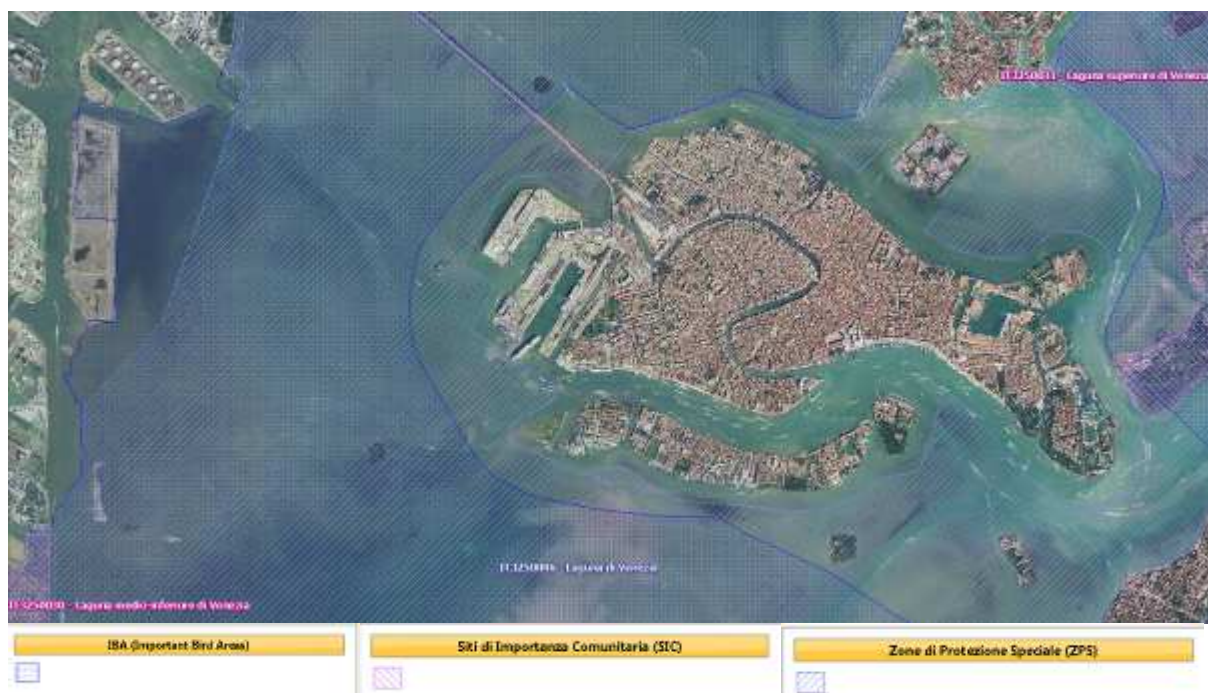 IT3250031 - Laguna superiore di Venezia
IT3250046 - Laguna di Venezia
IT3250030 - Laguna medio-inferiore di Venezia
IBA (Important Bird Areas)
Siti di Importanza Comunitaria (SIC)
Zone di Protezione Speciale (ZPS)